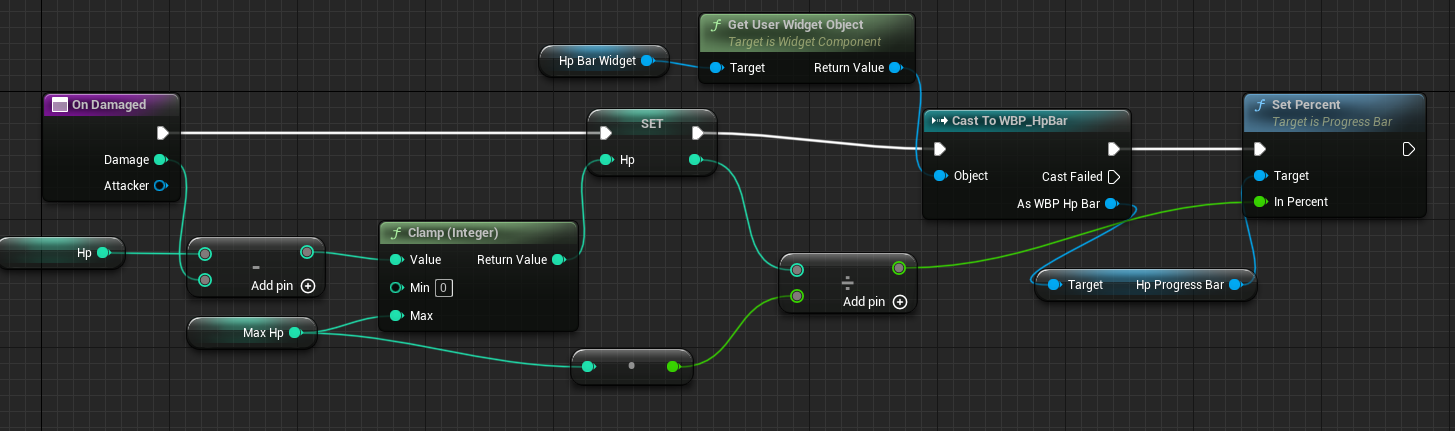 Get User Widget Object
Target is Widget Component
Hp Bar Widget
Target
Return Value
On Damaged
Damage
Attacker
SET
Hp
Cast To WBP_HpBar
Object
Cast Failed
As WBP Hp Bar
Set Percent
Target is Progress Bar
Target
In Percent
Hp
-
Add pin
Clamp (Integer)
Value
Return Value
Min 0
Max
Max Hp
÷
Add pin
Target
Hp Progress Bar